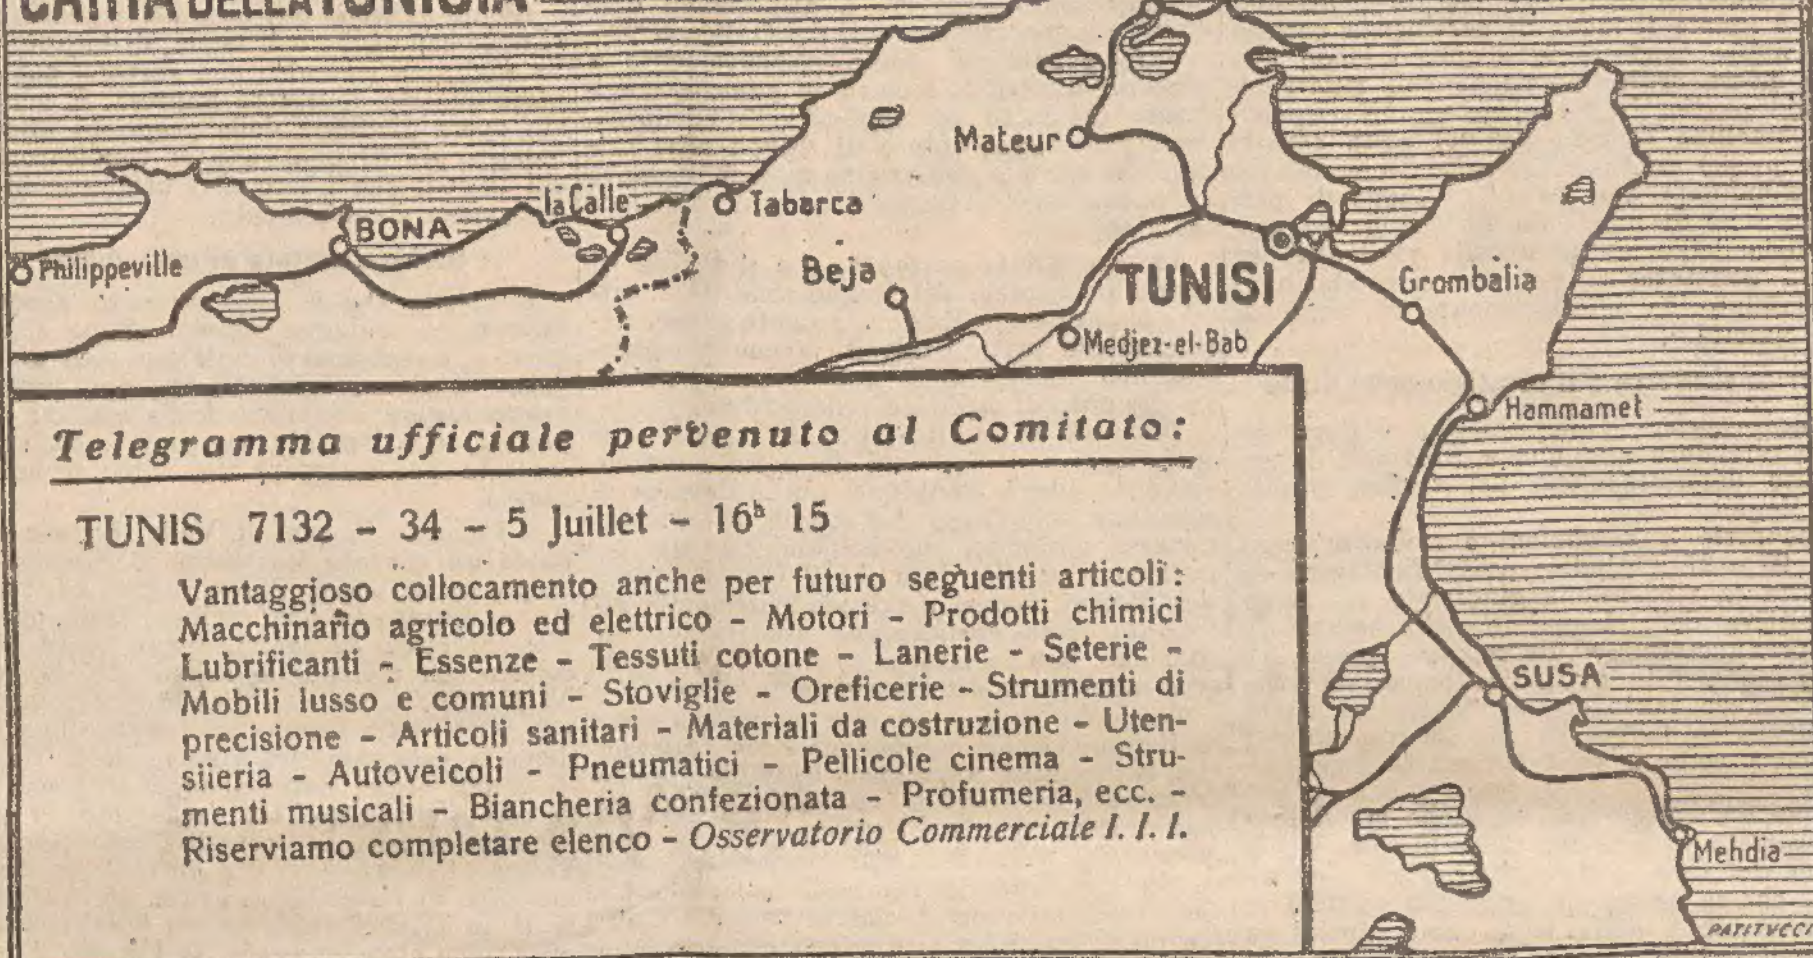 CARTA DELLA TUNISIA
Mateur
la Calle
Tabarca
BONA
Philippeville
Beja
TUNISI
Grombalia
Medjez-el-Bab
Hammamet
Telegramma ufficiale pervenuto al Comitato:
TUNIS 7132 - 34 - 5 Juillet - 16h 15
Vantaggioso collocamento anche per futuro seguenti articoli:
Macchinario agricolo ed elettrico - Motori - Prodotti chimici
Lubrificanti - Essenze - Tessuti cotone - Lanerie - Seterie -
Mobili lusso e comuni - Stoviglie - Oreficerie - Strumenti di
precisione - Articoli sanitari - Materiali da costruzione - Uten-
siieria - Autoveicoli - Pneumatici - Pellicole cinema - Stru-
menti musicali - Biancheria confezionata - Profumeria, ecc. -
Riserviamo completare elenco - Osservatorio Commerciale I. I. I.
SUSA
Mehdia
PATITUCCI